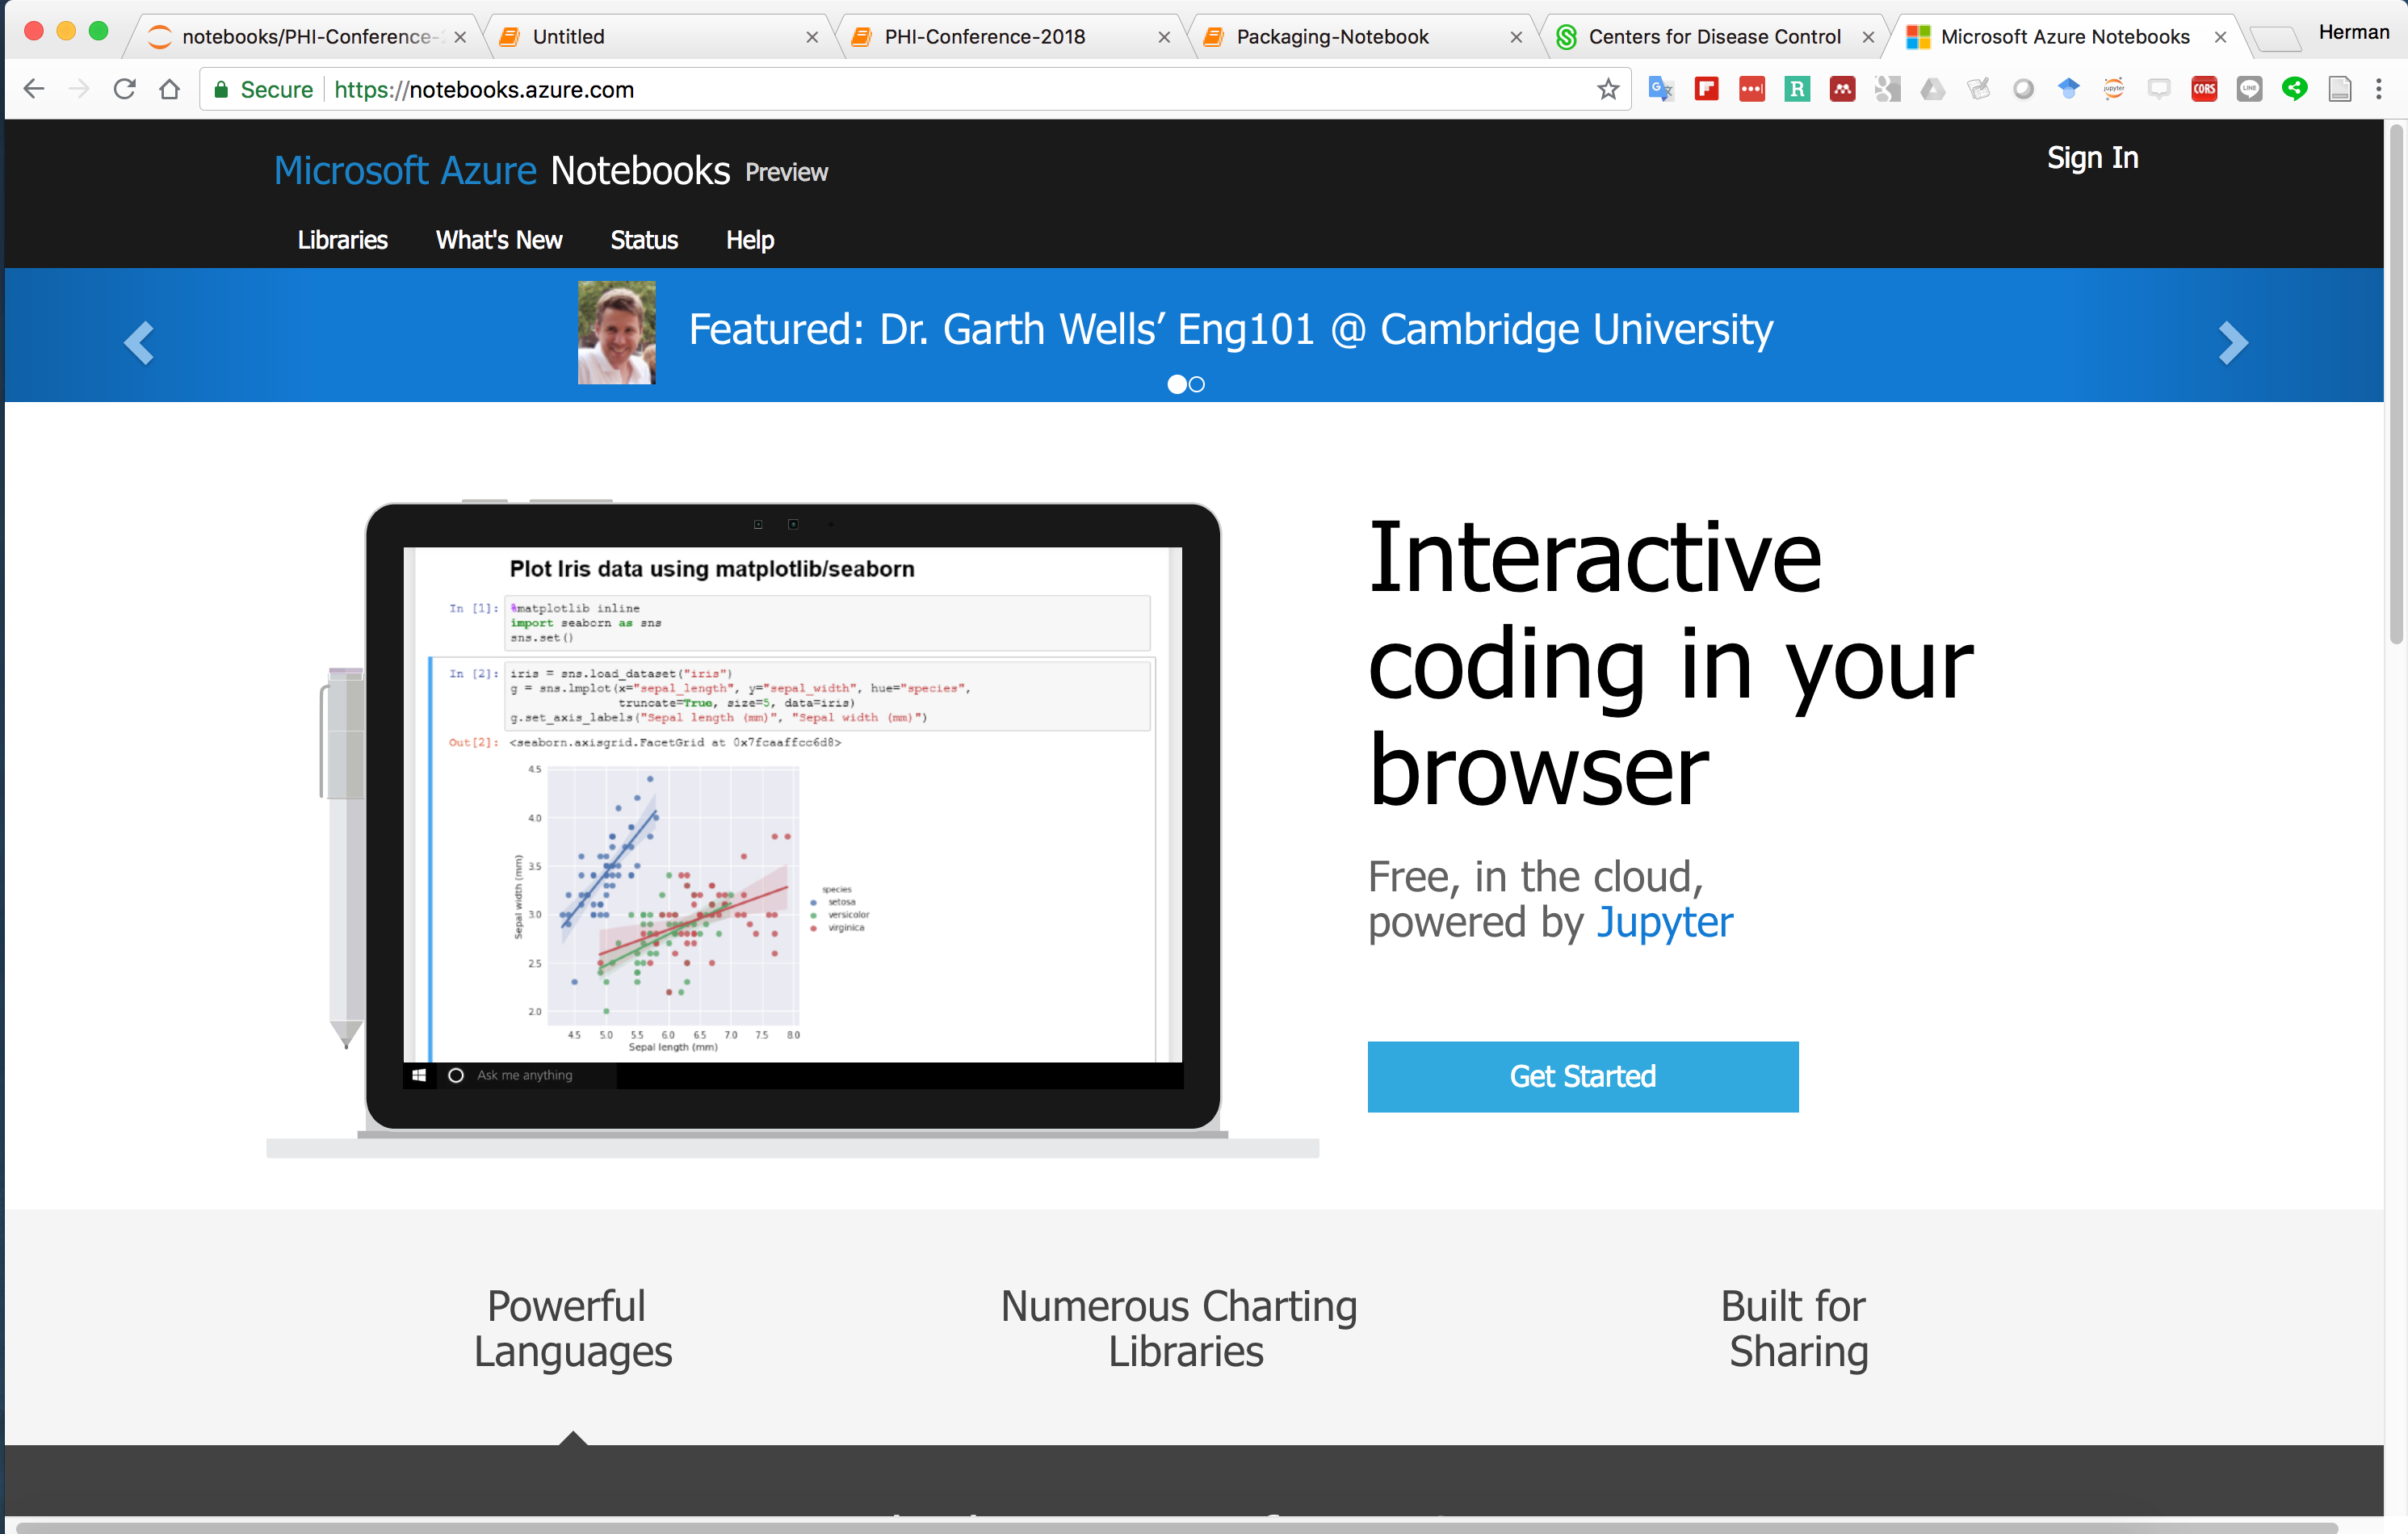 notebooks/PHI-Conference-
Untitled
PHI-Conference-2018
Packaging-Notebook
Centers for Disease Control
Microsoft Azure Notebooks
Herman
Secure
https://notebooks.azure.com
Microsoft Azure Notebooks Preview
Sign In
Libraries What's New Status Help
Featured: Dr. Garth Wells’ Eng101 @ Cambridge University
Plot Iris data using matplotlib/seaborn
In [1]: %matplotlib inline
import seaborn as sns
sns.set()
In [2]: iris = sns.load_dataset("iris")
g = sns.lmplot(x="sepal_length", y="sepal_width", hue="species",
truncate=True, size=5, data=iris)
g.set_axis_labels("Sepal length (mm)", "Sepal width (mm)")
Out[2]: <seaborn.axisgrid.FacetGrid at 0x7fcaaffcc6d8>
4.5
4.0
3.5
3.0
2.5
2.0
Sepal width (mm)
4.5 5.0 5.5 6.0 6.5 7.0 7.5 8.0
Sepal length (mm)
species
setosa
versicolor
virginica
Ask me anything
Interactive
coding in your
browser
Free, in the cloud,
powered by Jupyter
Get Started
Powerful
Languages
Numerous Charting
Libraries
Built for
Sharing